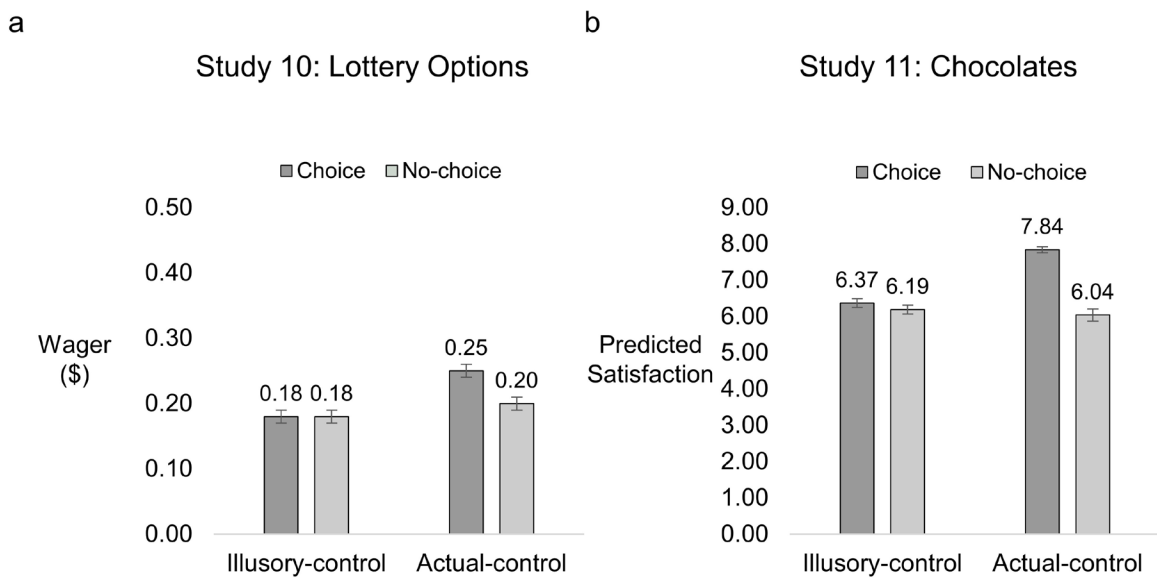 a
Study 10: Lottery Options
Choice No-choice
0.50
0.40
0.30
0.20
0.10
0.00
Wager
($)
0.18 0.18
0.25
0.20
Illusory-control Actual-control
b
Study 11: Chocolates
Choice No-choice
9.00
8.00
7.00
6.00
5.00
4.00
3.00
2.00
1.00
0.00
Predicted
Satisfaction
6.37 6.19
7.84
6.04
Illusory-control Actual-control